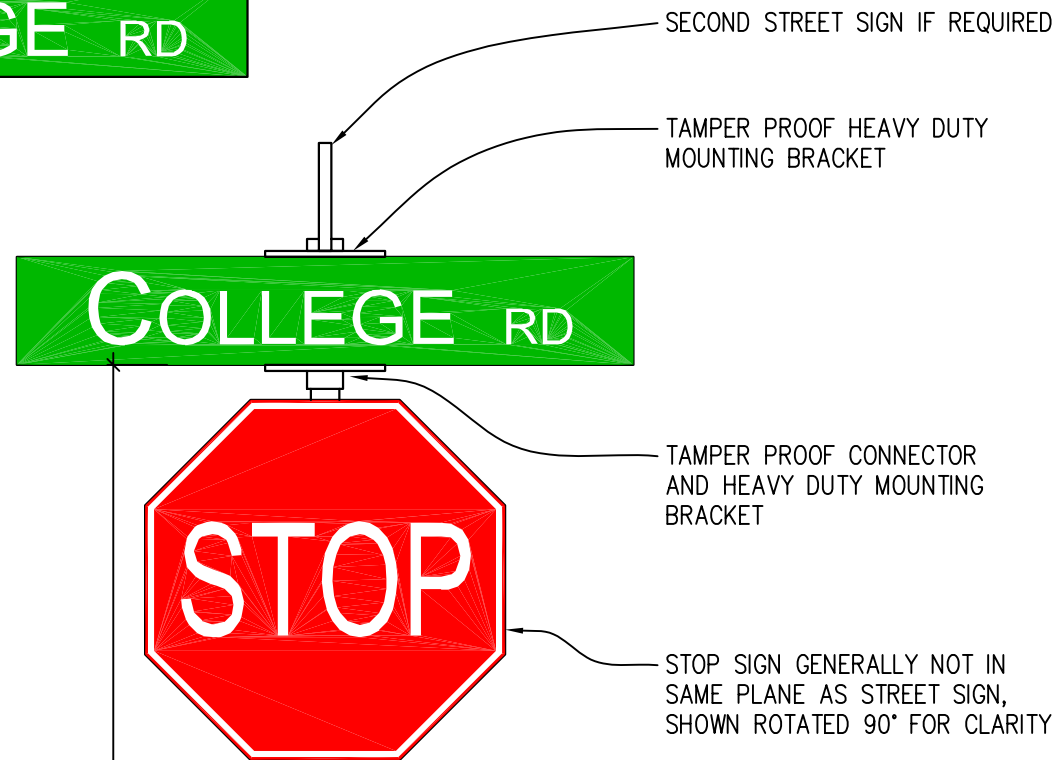 GE RD
SECOND STREET SIGN IF REQUIRED
TAMPER PROOF HEAVY DUTY
MOUNTING BRACKET
COLLEGE RD
TAMPER PROOF CONNECTOR
AND HEAVY DUTY MOUNTING
BRACKET
STOP
STOP SIGN GENERALLY NOT IN
SAME PLANE AS STREET SIGN,
SHOWN ROTATED 90° FOR CLARITY